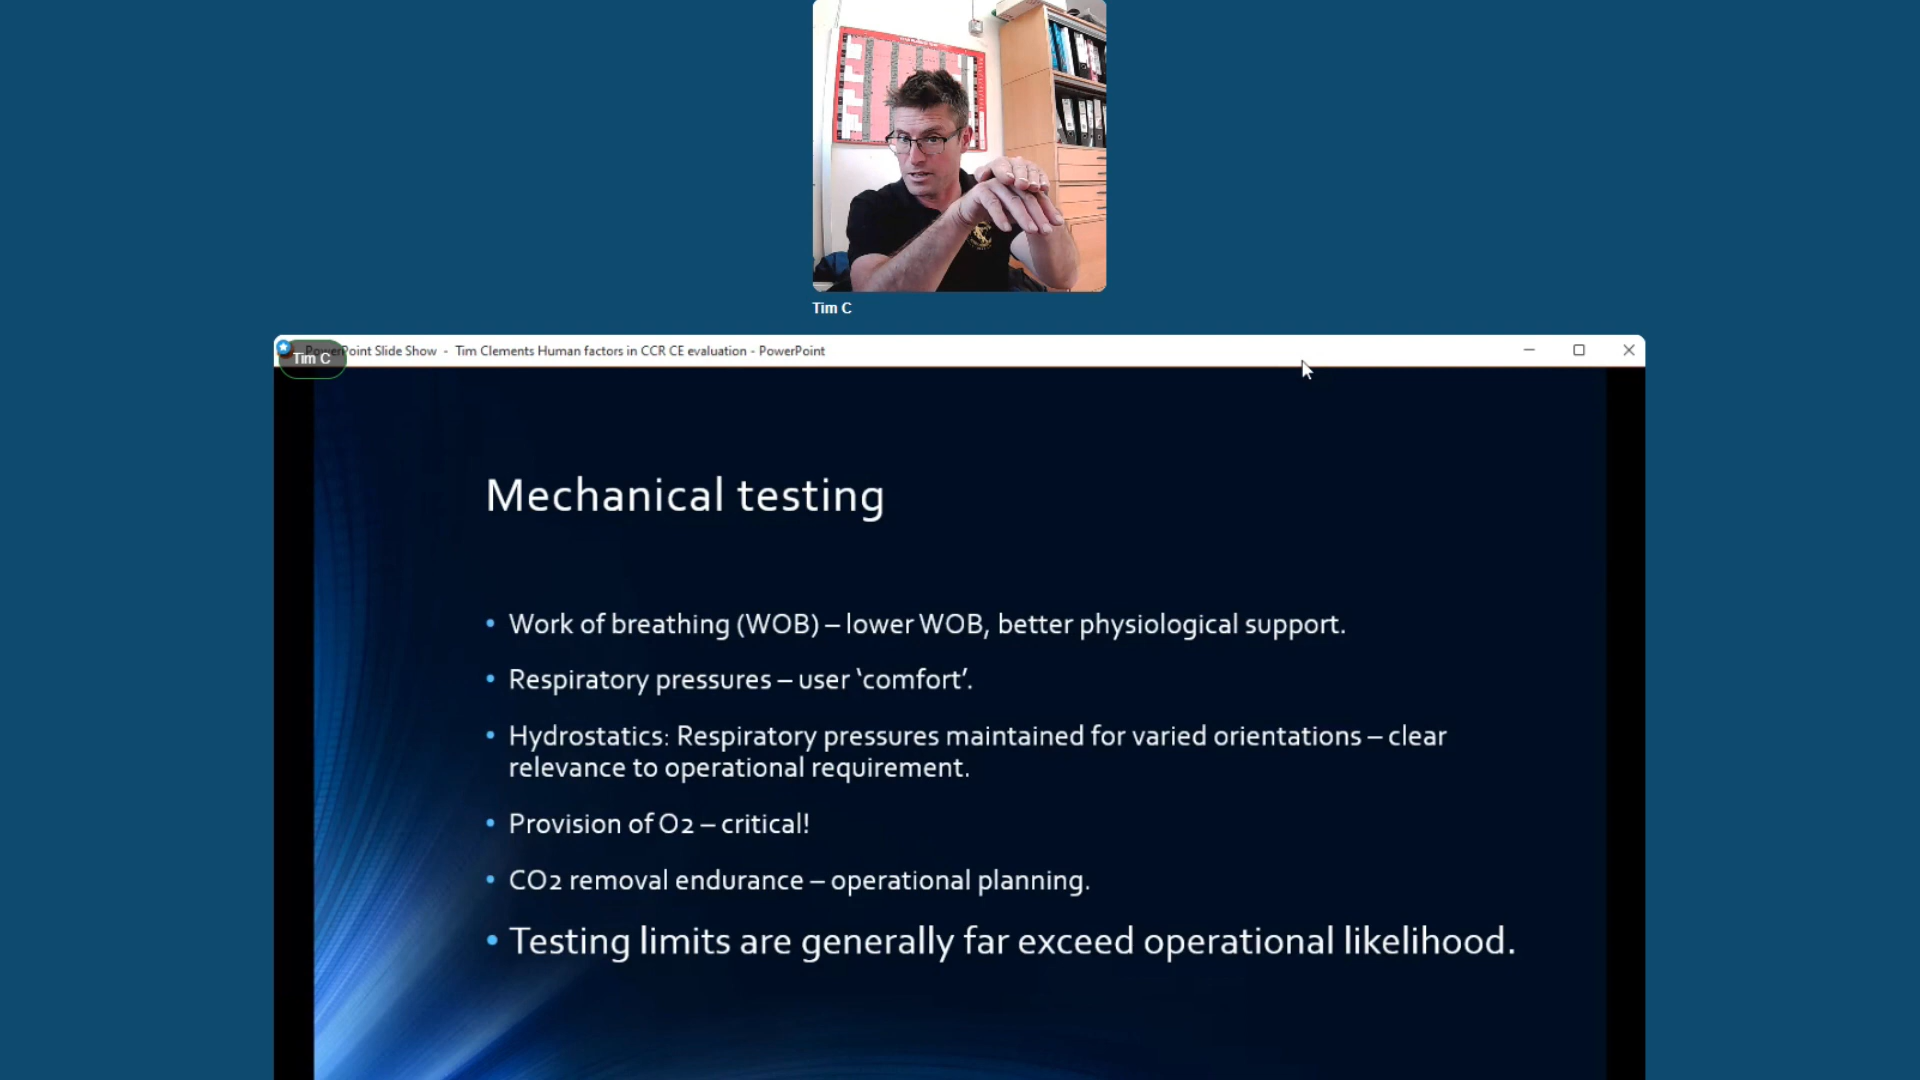 Tim C
PowerPoint Slide Show - Tim Clements Human factors in CCR CE evaluation - PowerPoint
Tim C
Mechanical testing
• Work of breathing (WOB) – lower WOB, better physiological support.
• Respiratory pressures – user ‘comfort’.
• Hydrostatics: Respiratory pressures maintained for varied orientations – clear
relevance to operational requirement.
• Provision of O2 – critical!
• CO2 removal endurance – operational planning.
• Testing limits are generally far exceed operational likelihood.